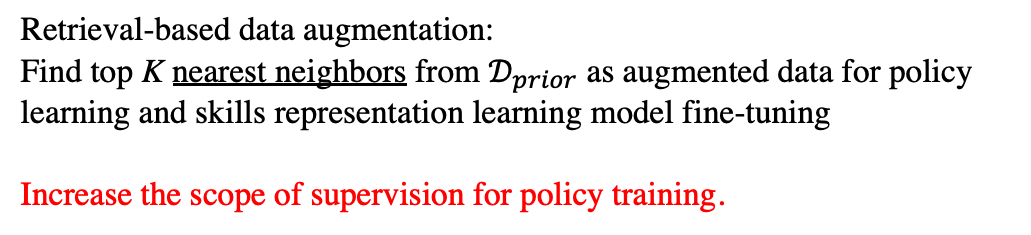 Retrieval-based data augmentation:
Find top K nearest neighbors from 𝒟prior as augmented data for policy
learning and skills representation learning model fine-tuning
Increase the scope of supervision for policy training.